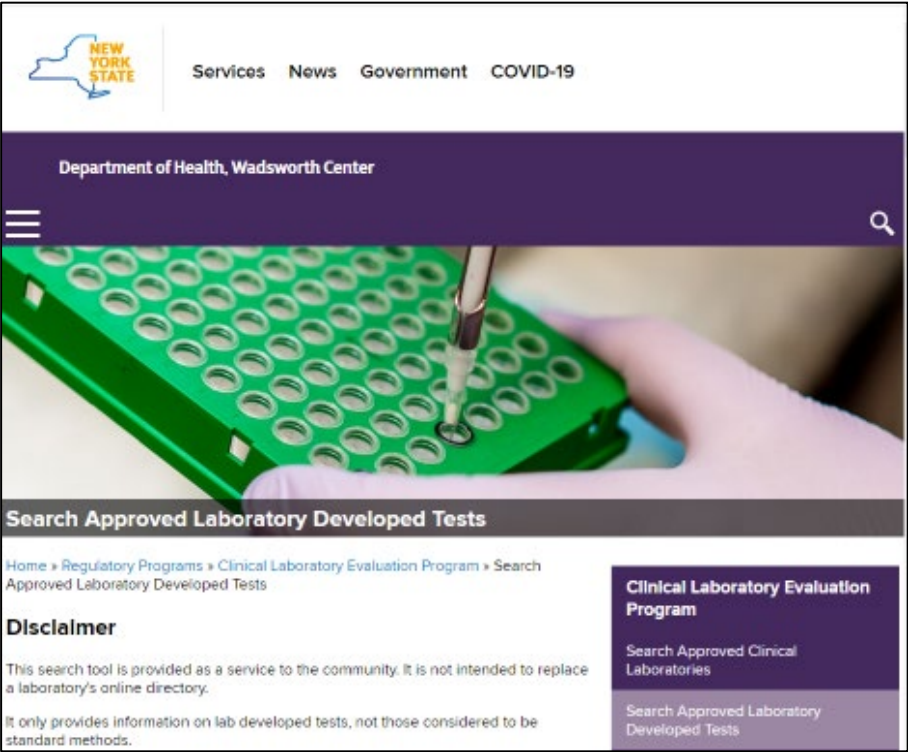 NEW
YORK
STATE
Services News Government COVID-19
Department of Health, Wadsworth Center
Search Approved Laboratory Developed Tests
Home » Regulatory Programs » Clinical Laboratory Evaluation Program » Search
Approved Laboratory Developed Tests
Disclaimer
This search tool is provided as a service to the community. It is not intended to replace
a laboratory's online directory.
It only provides information on lab developed tests, not those considered to be
standard methods.
Clinical Laboratory Evaluation
Program
Search Approved Clinical
Laboratories
Search Approved Laboratory
Developed Tests